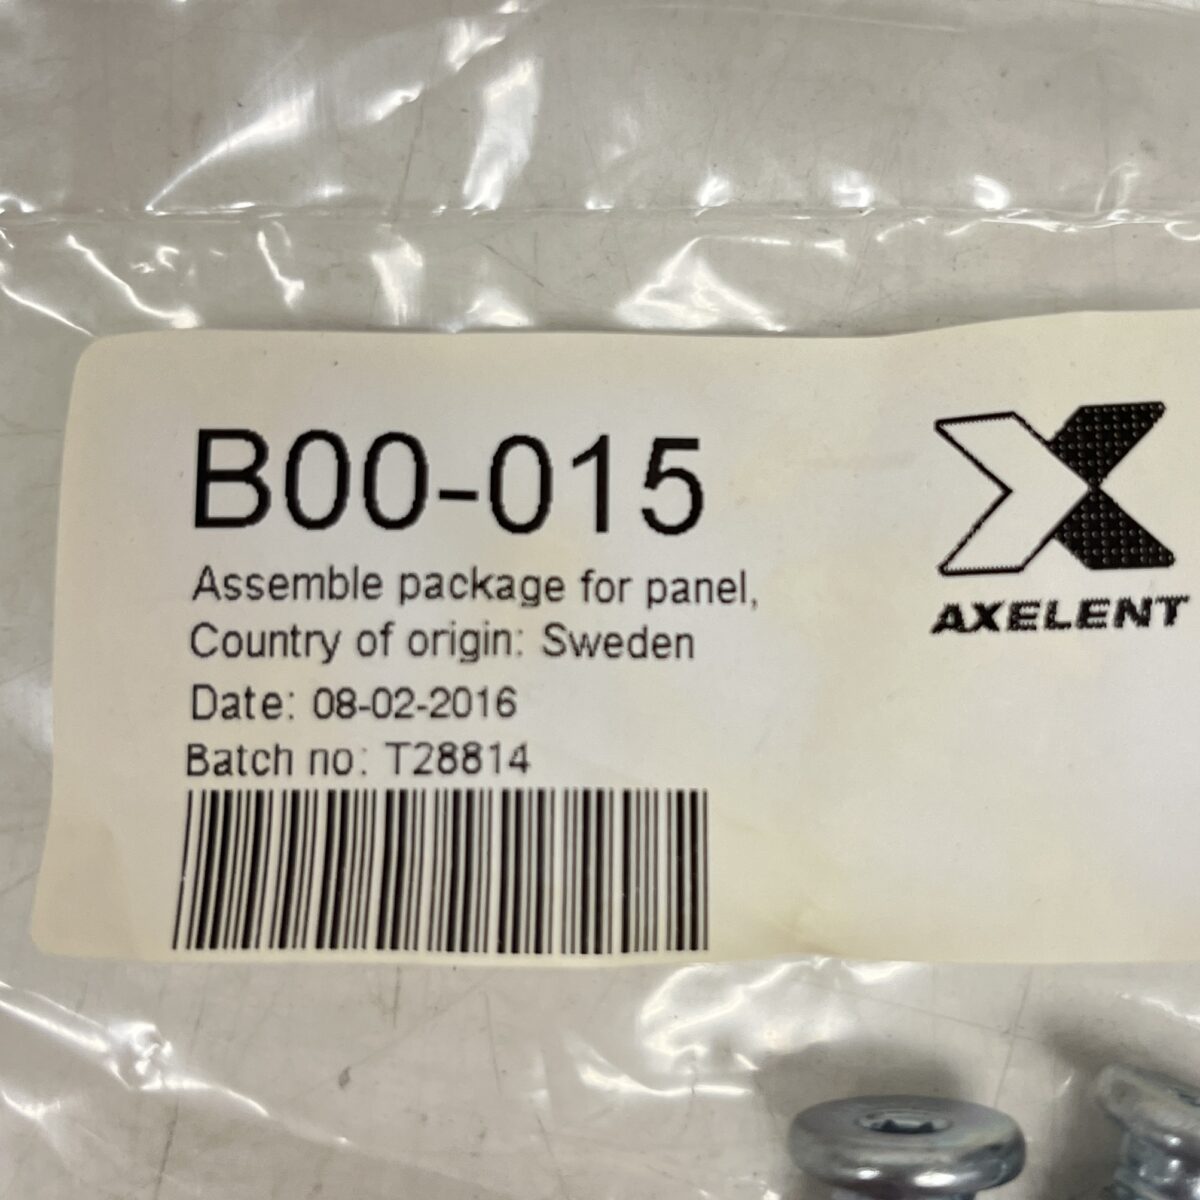 B00-015
Assemble package for panel,
Country of origin: Sweden
Date: 08-02-2016
Batch no: T28814
AXELENT